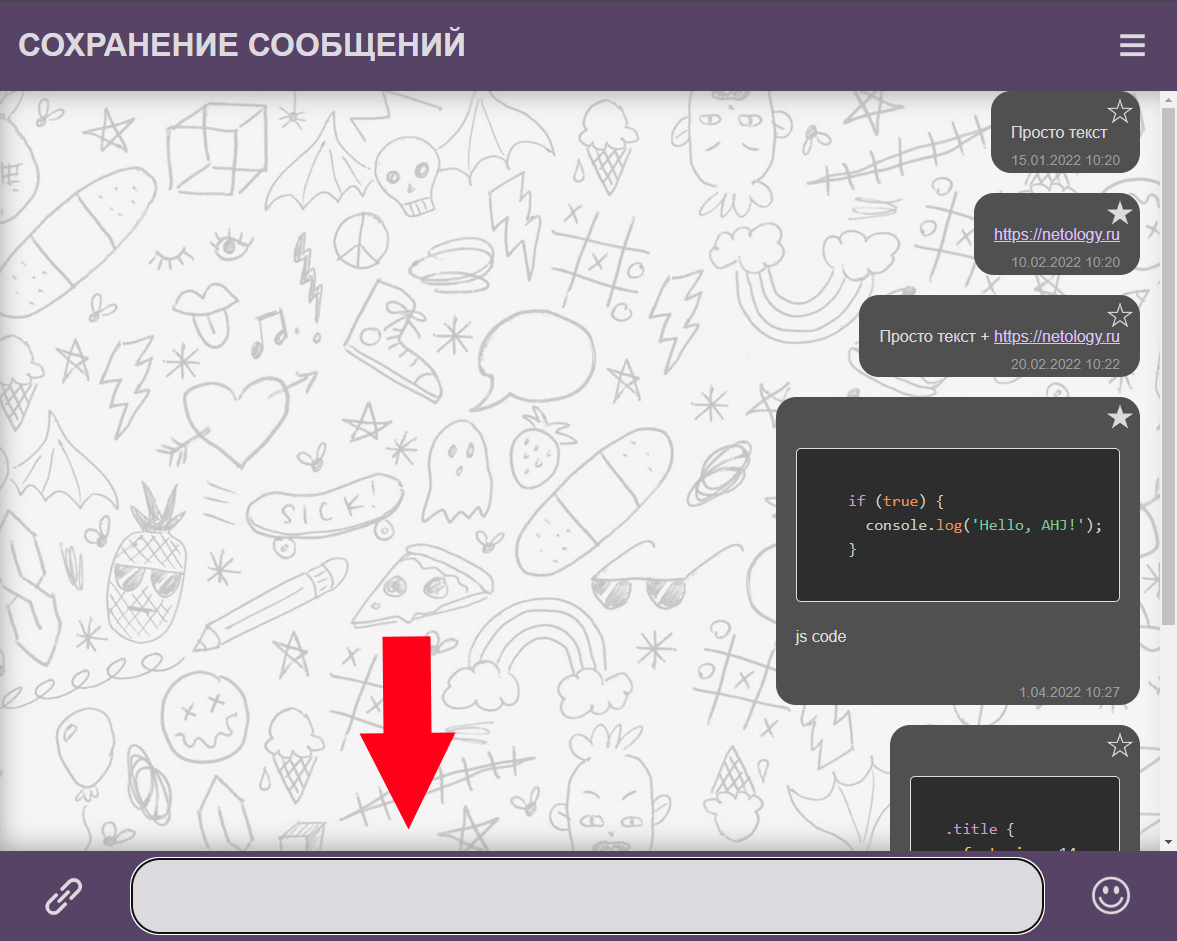 СОХРАНЕНИЕ СООБЩЕНИЙ
Просто текст
15.01.2022 10:20
https://netology.ru
10.02.2022 10:20
Просто текст + https://netology.ru
20.02.2022 10:22
if (true) {
console.log('Hello, AHJ!');
}
js code
1.04.2022 10:27
SICK!
.title {